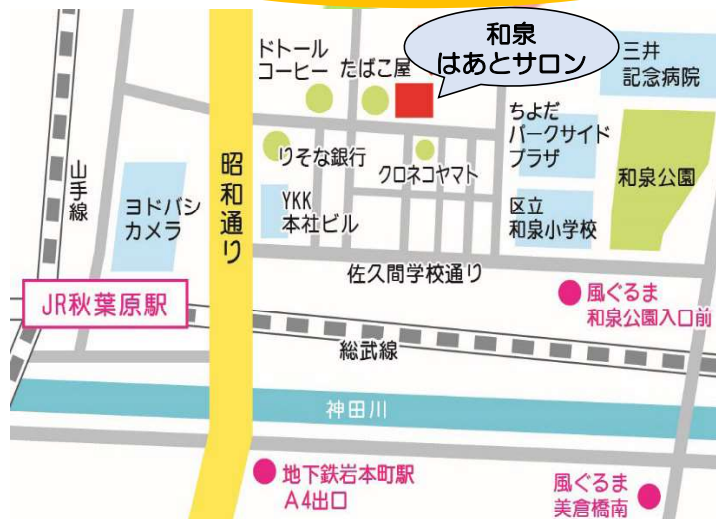 和泉
はあとサロン
ドトール
コーヒー
たばこ屋
三井
記念病院
ちよだ
パークサイド
プラザ
和泉公園
りそな銀行
クロネコヤマト
昭和通り
山手線
ヨドバシ
カメラ
YKK
本社ビル
区立
和泉小学校
佐久間学校通り
JR秋葉原駅
風ぐるま
和泉公園入口前
総武線
神田川
地下鉄岩本町駅
A4出口
風ぐるま
美倉橋南